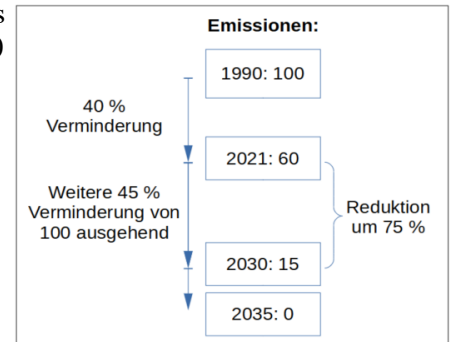 s
)
Emissionen:
1990: 100
40 %
Verminderung
2021: 60
Weitere 45 %
Verminderung von
100 ausgehend
Reduktion
um 75 %
2030: 15
2035: 0